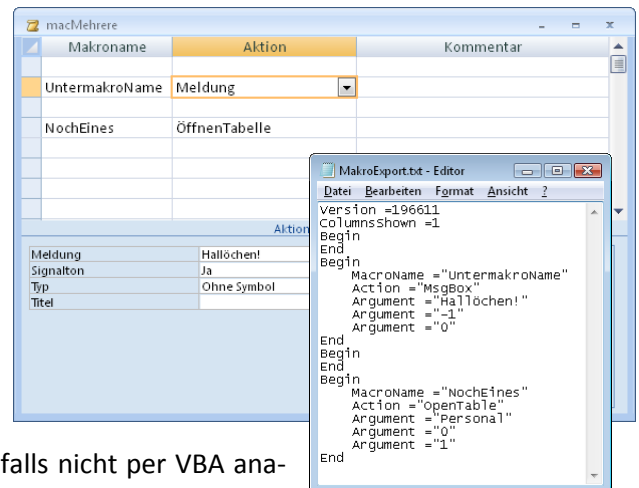 macMehrere
Makroname Aktion Kommentar
UntermakroName Meldung
NochEines ÖffnenTabelle
Aktion
Meldung Hallöchen!
Signalton Ja
Typ Ohne Symbol
Titel
MakroExport.txt - Editor
Datei Bearbeiten Format Ansicht ?
Version =196611
ColumnsShown =1
Begin
End
Begin
MacroName ="UntermakroName"
Action ="MsgBox"
Argument ="Hallöchen!"
Argument ="-1"
Argument ="0"
End
Begin
End
Begin
MacroName ="NochEines"
Action ="OpenTable"
Argument ="Personal"
Argument ="0"
Argument ="1"
End
falls nicht per VBA ana-